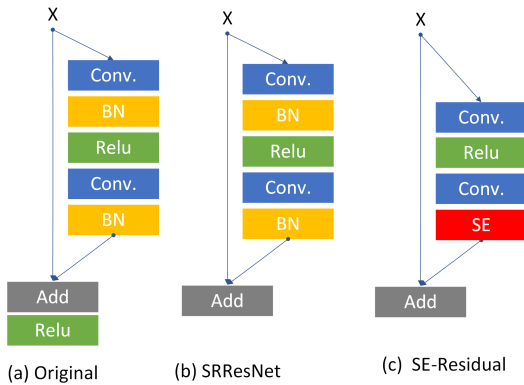 X
Conv.
BN
Relu
Conv.
BN
Add
Relu
(a) Original
X
Conv.
BN
Relu
Conv.
BN
Add
(b) SRResNet
X
Conv.
Relu
Conv.
SE
Add
(c) SE-Residual